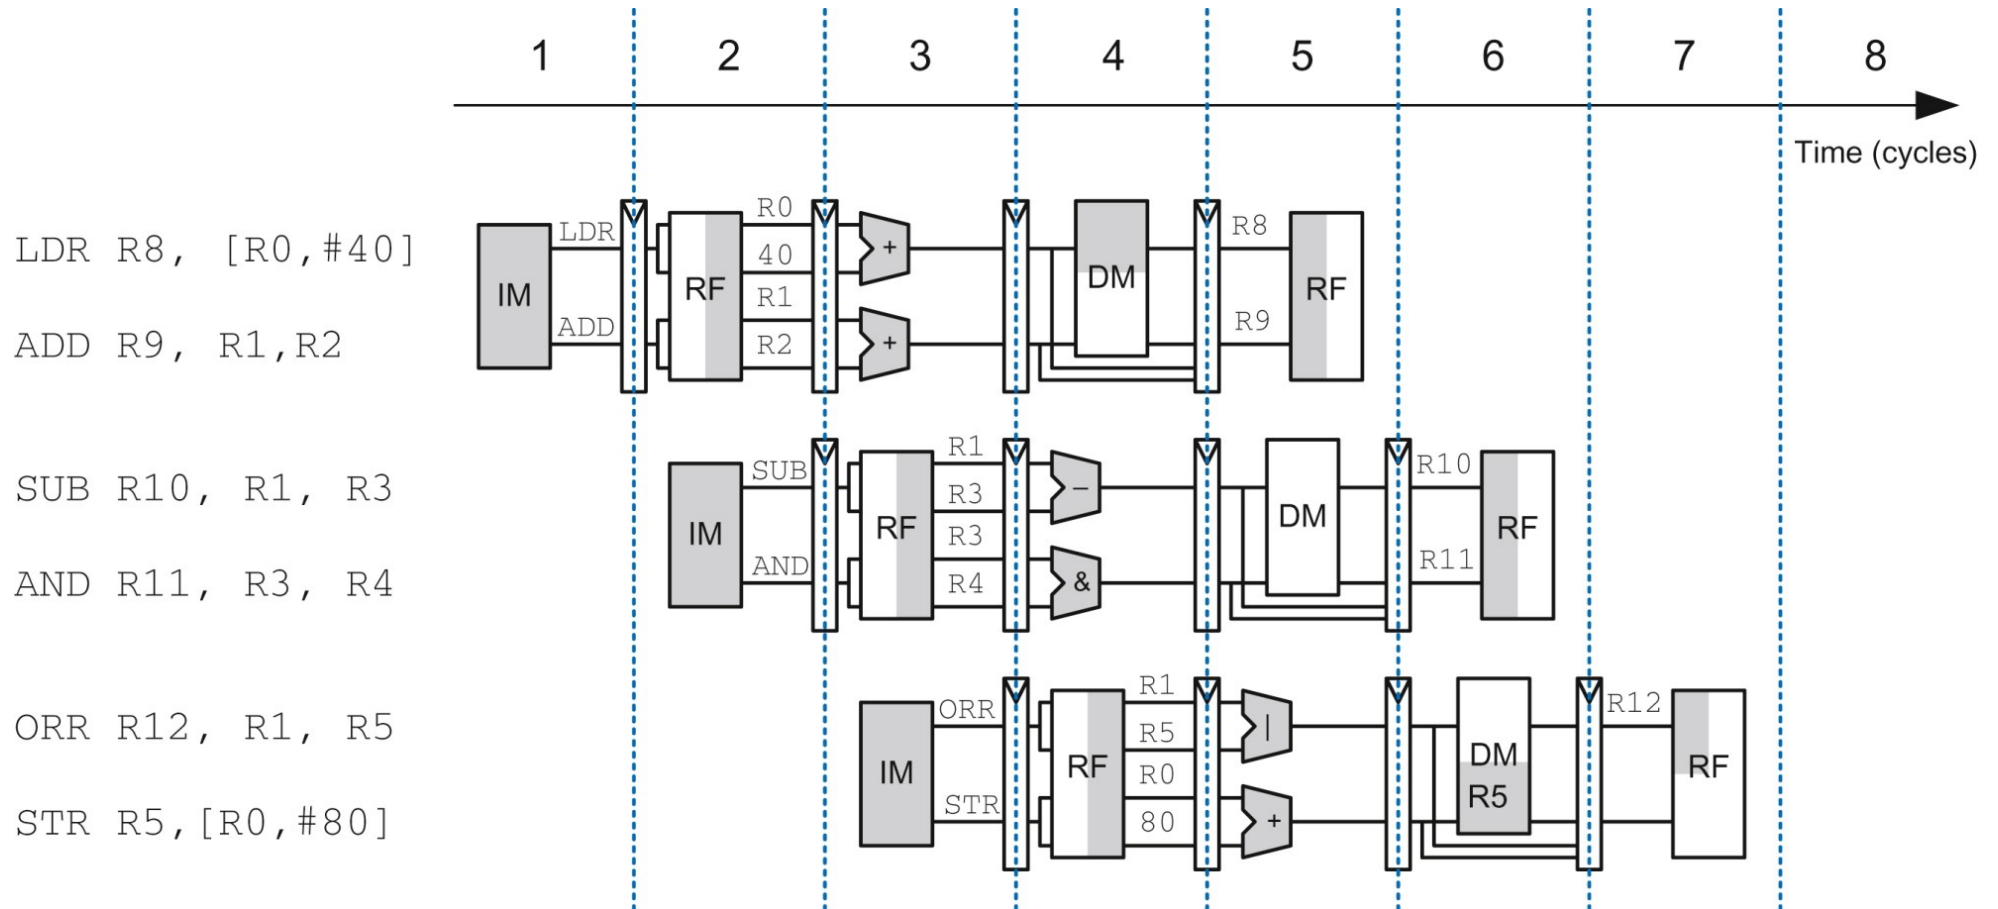 1 2 3 4 5 6 7 8
Time (cycles)
LDR R8, [R0,#40]
ADD R9, R1,R2
IM
LDR
ADD
RF
R0
40
R1
R2
+
+
DM
R8
R9
RF
SUB R10, R1, R3
AND R11, R3, R4
IM
SUB
AND
RF
R1
R3
R3
R4
−
&
DM
R10
R11
RF
ORR R12, R1, R5
STR R5,[R0,#80]
IM
ORR
STR
RF
R1
R5
R0
80
|
+
DM
R5
R12
RF